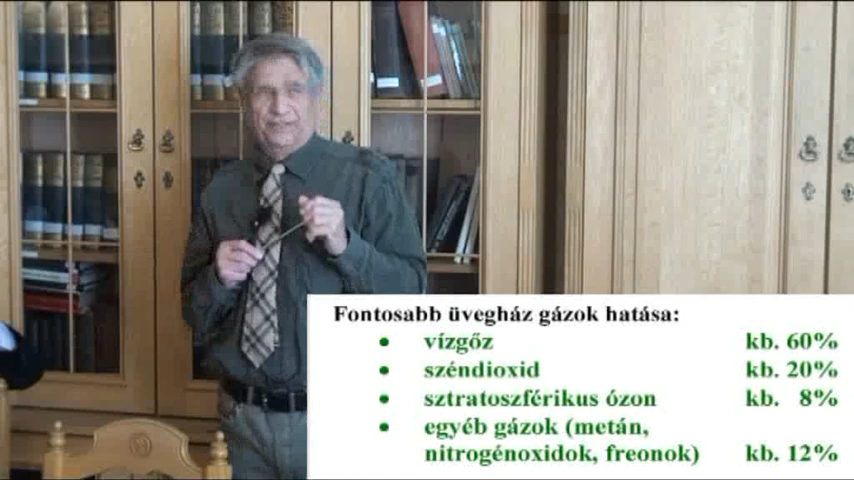 Fontosabb üvegház gázok hatása:
• vízgőz kb. 60%
• széndioxid kb. 20%
• sztratoszférikus ózon kb. 8%
• egyéb gázok (metán,
nitrogénoxidok, freonok) kb. 12%